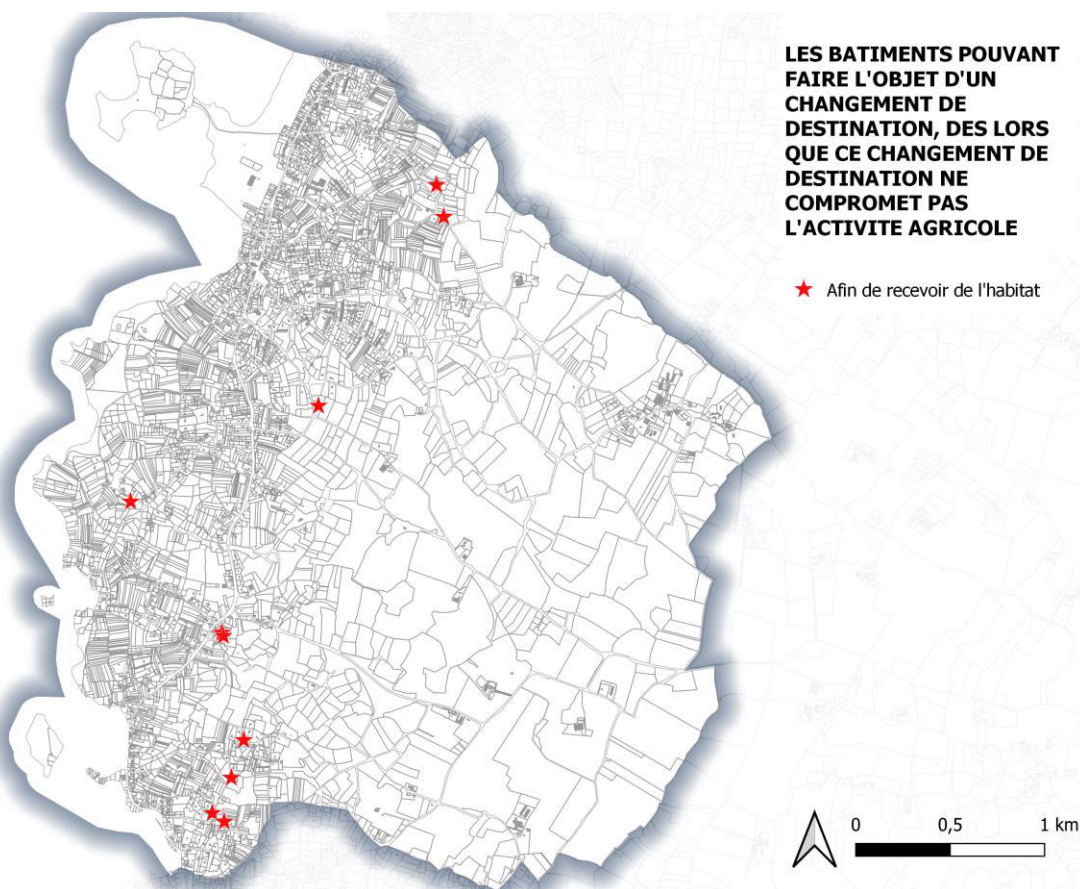 LES BATIMENTS POUVANT
FAIRE L'OBJET D'UN
CHANGEMENT DE
DESTINATION, DES LORS
QUE CE CHANGEMENT DE
DESTINATION NE
COMPROMET PAS
L'ACTIVITE AGRICOLE
Afin de recevoir de l'habitat
0 0,5 1 km